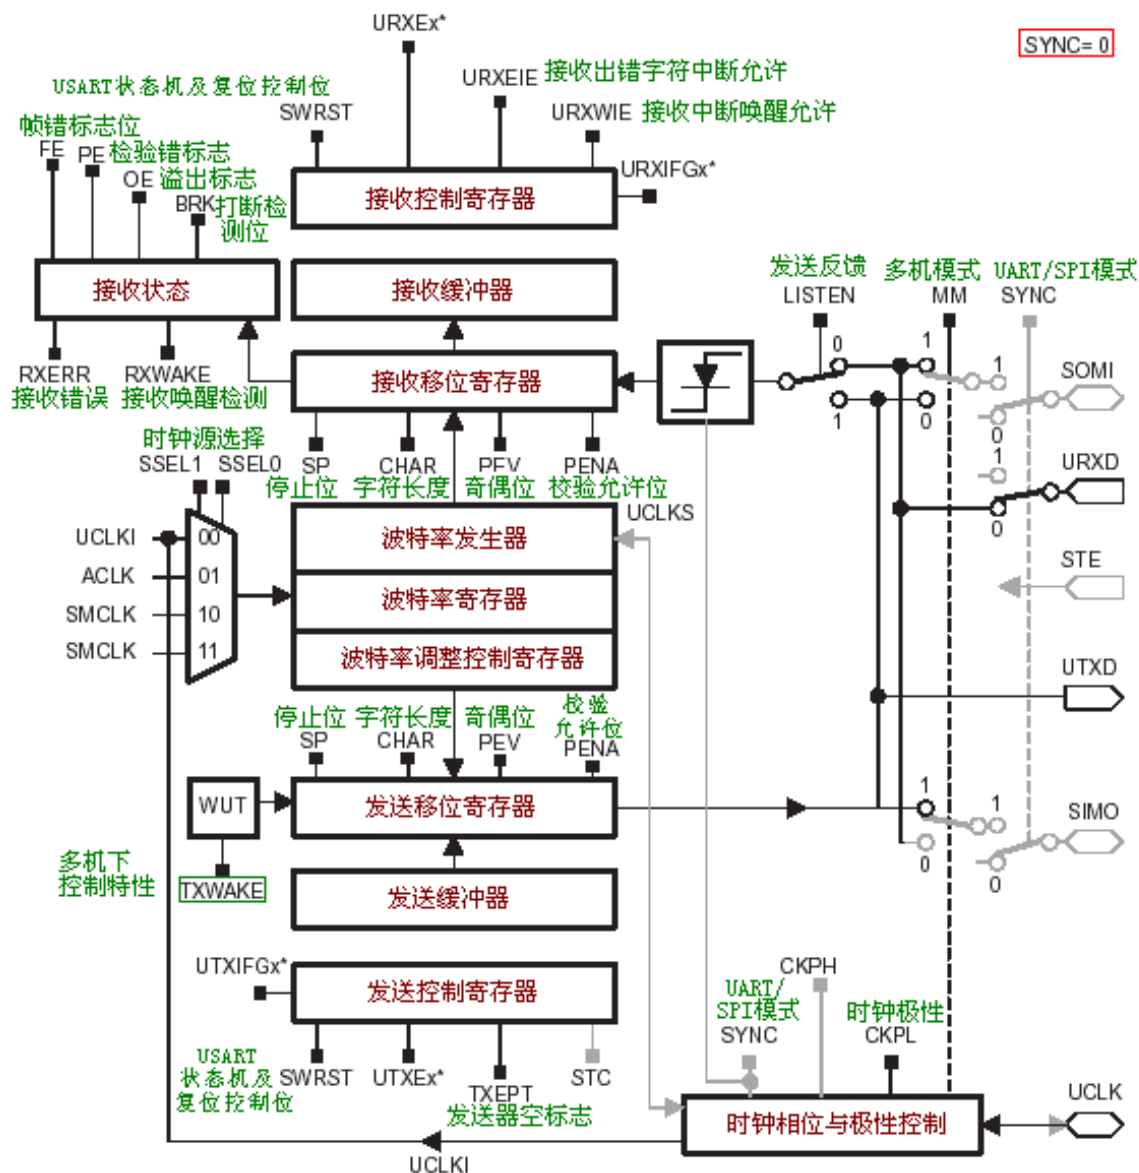 URXEx*
SYNC= 0
URXEIE 接收出错字符中断允许
USART状态机及复位控制位
SWRST
URXWIE 接收中断唤醒允许
帧错标志位
FE
PE 检验错标志
OE 溢出标志
BRK 打断检
测位
URXIFGx*
接收控制寄存器
接收状态
接收缓冲器
发送反馈
LISTEN
多机模式
MM
UART/SPI模式
SYNC
RXERR
接收错误
RXWAKE
接收唤醒检测
接收移位寄存器
0
1
1
0
1
0
SOMI
时钟源选择
SSEL1
SSEL0
SP
停止位
CHAR
字符长度
PEV
奇偶位
PENA
校验允许位
1
0
URXD
UCLKS
UCLKI
00
ACLK
01
SMCLK
10
SMCLK
11
波特率发生器
波特率寄存器
波特率调整控制寄存器
STE
UTXD
停止位
SP
字符长度
CHAR
奇偶位
PEV
校验
允许位
PENA
WUT
发送移位寄存器
1
0
1
0
SIMO
多机下
控制特性
TXWAKE
发送缓冲器
UTXIFGx*
发送控制寄存器
USART
状态机及
复位控制位
SWRST
UTXEx*
TXEPT
发送器空标志
STC
UART/
SPI模式
SYNC
CKPH
时钟极性
CKPL
时钟相位与极性控制
UCLK
UCLKI